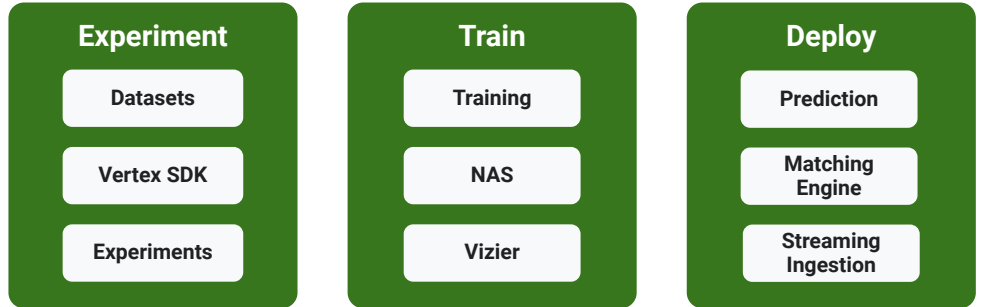 Experiment
Datasets
Vertex SDK
Experiments
Train
Training
NAS
Vizier
Deploy
Prediction
Matching
Engine
Streaming
Ingestion